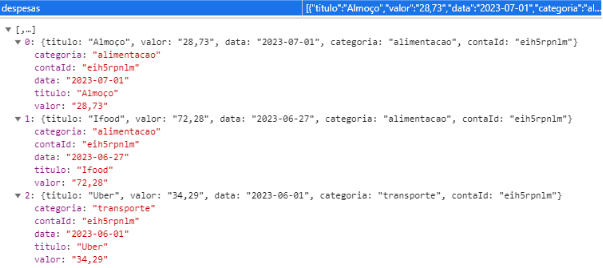 despesas [{"titulo":"Almoço","valor":"28,73","data":"2023-07-01","categoria":"al...
[,…]
0: {titulo: "Almoço", valor: "28,73", data: "2023-07-01", categoria: "alimentacao", contaId: "eih5rpnlm"}
categoria: "alimentacao"
contaId: "eih5rpnlm"
data: "2023-07-01"
titulo: "Almoço"
valor: "28,73"
1: {titulo: "Ifood", valor: "72,28", data: "2023-06-27", categoria: "alimentacao", contaId: "eih5rpnlm"}
categoria: "alimentacao"
contaId: "eih5rpnlm"
data: "2023-06-27"
titulo: "Ifood"
valor: "72,28"
2: {titulo: "Uber", valor: "34,29", data: "2023-06-01", categoria: "transporte", contaId: "eih5rpnlm"}
categoria: "transporte"
contaId: "eih5rpnlm"
data: "2023-06-01"
titulo: "Uber"
valor: "34,29"